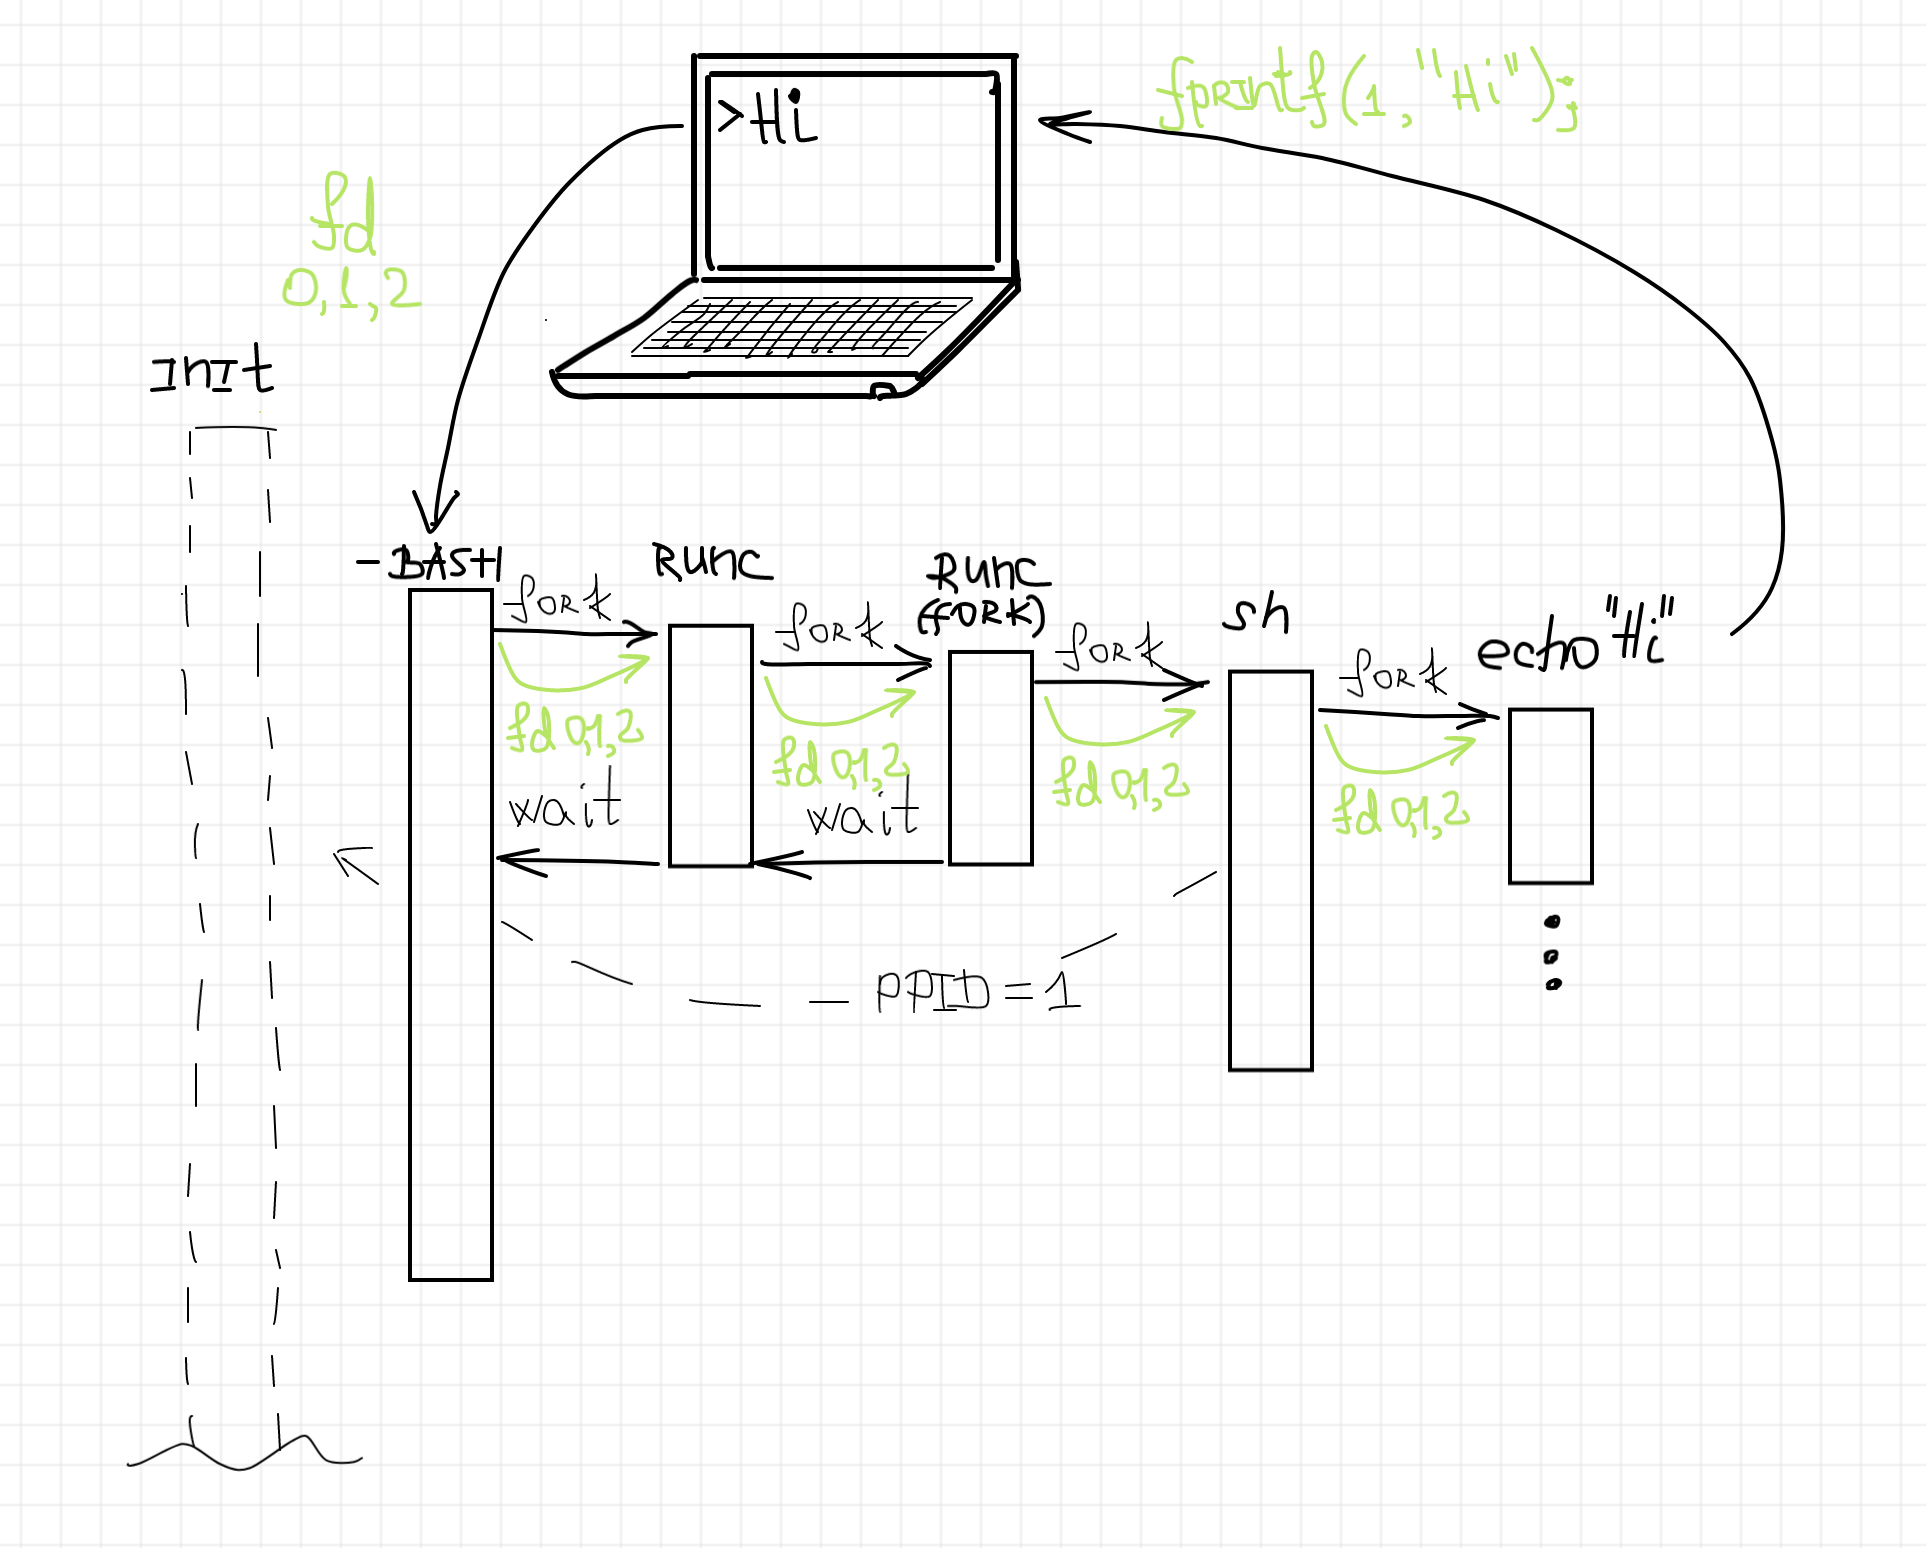 >Hi
fprintf(1, "Hi");
fd
0,1,2
Init
-BASH
fork
fd 0,1,2
wait
runc
fork
fd 0,1,2
wait
runc
(fork)
fork
fd 0,1,2
sh
fork
fd 0,1,2
echo "Hi"
PPID = 1